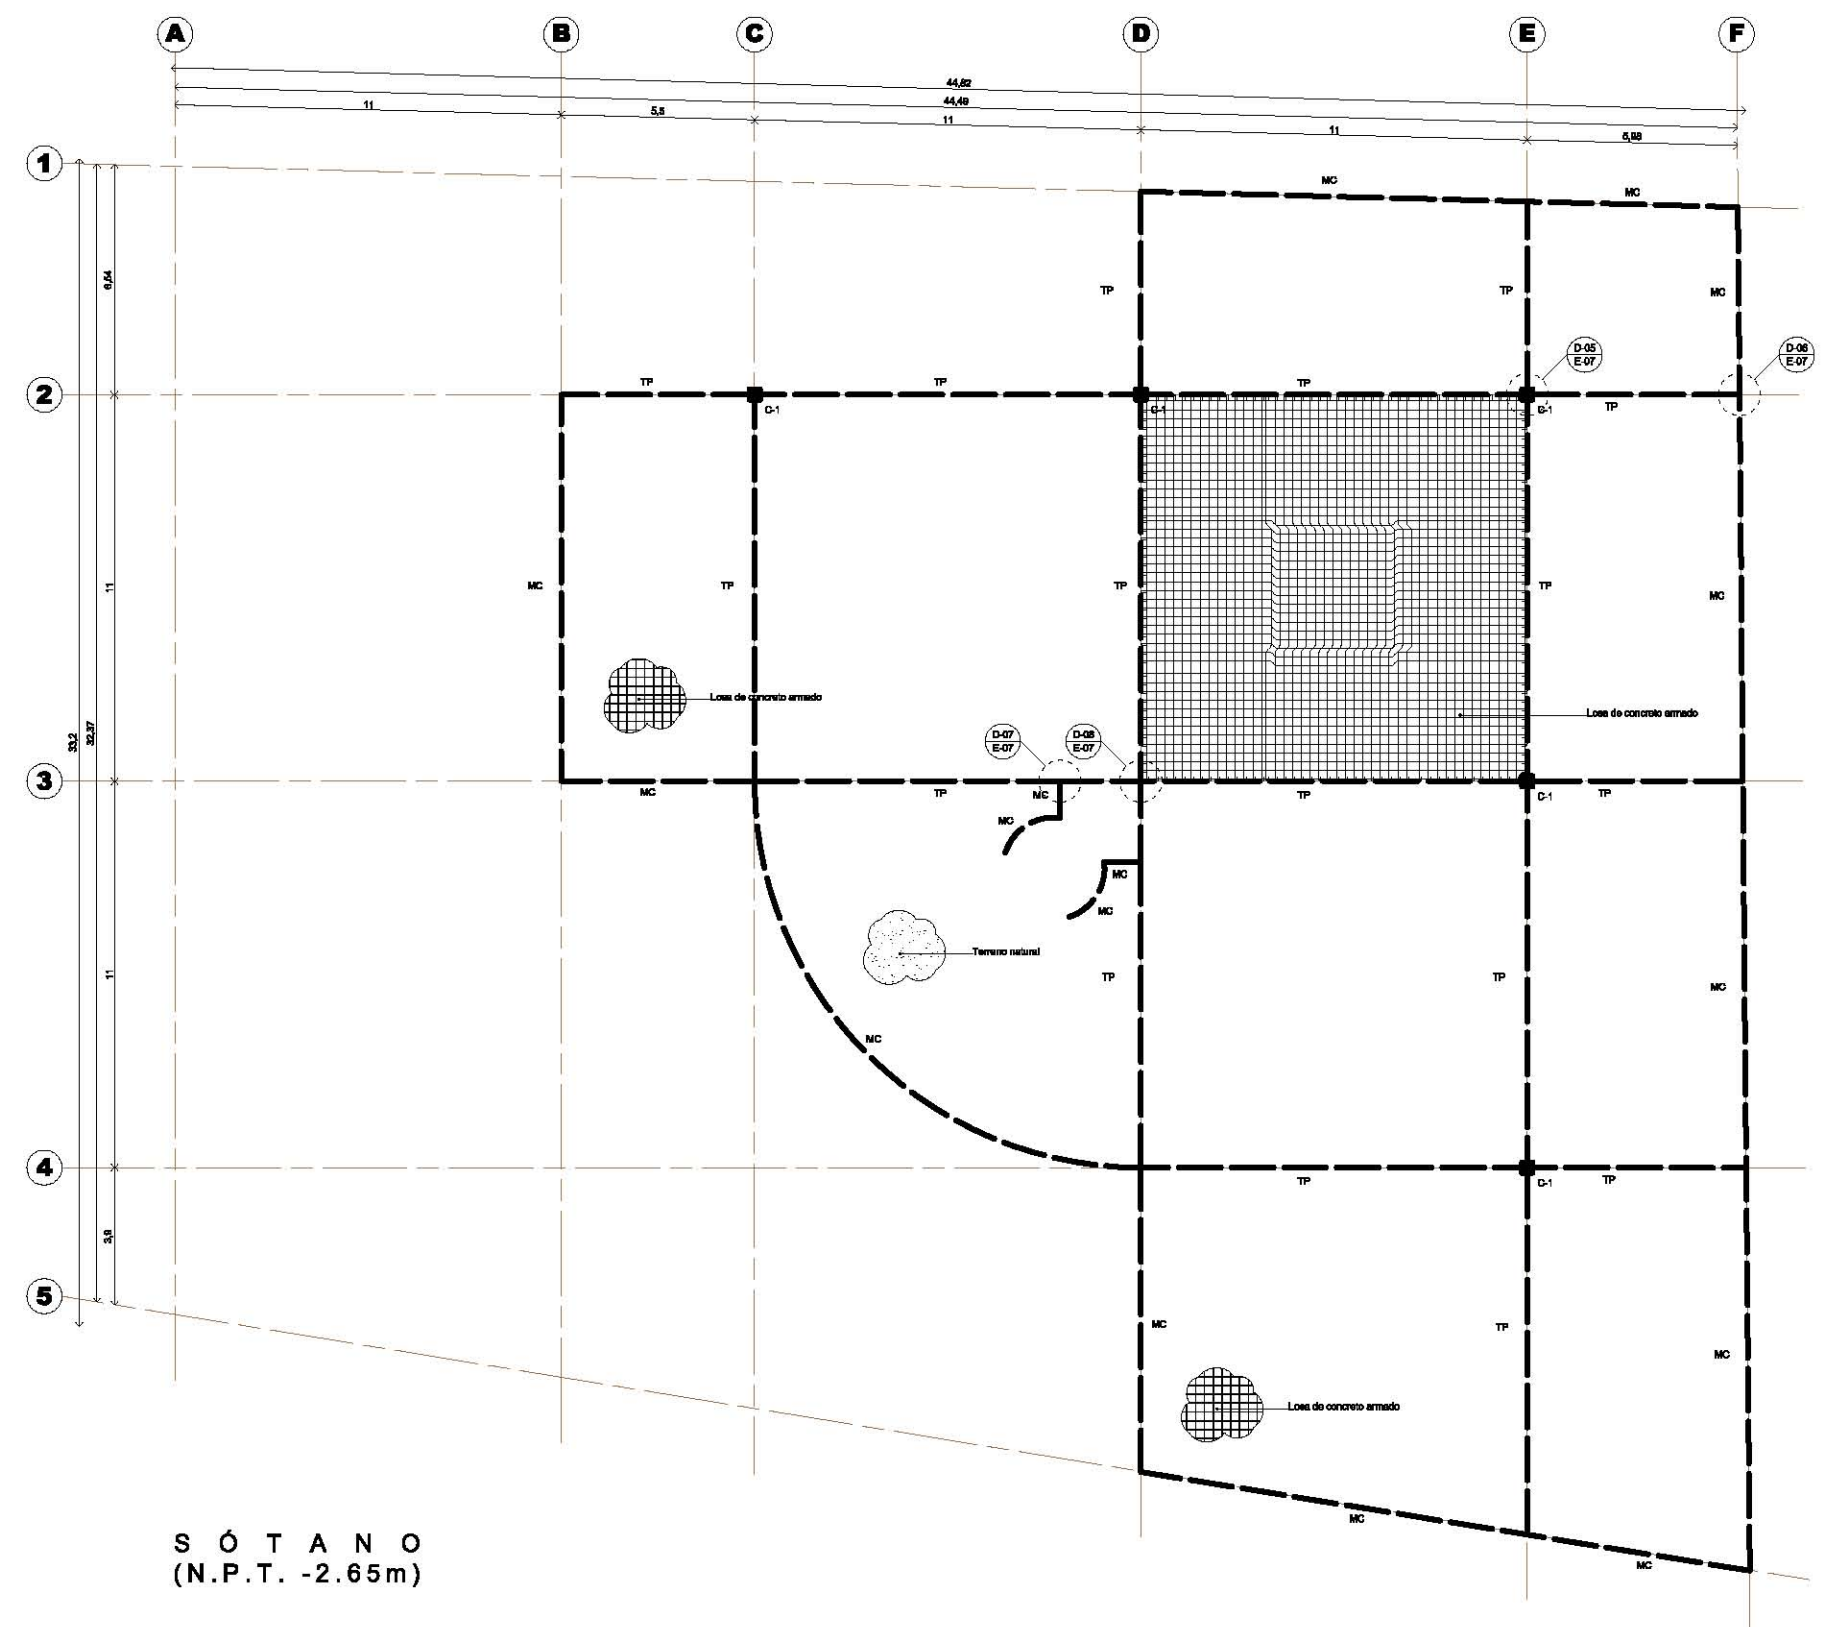 A B C D E F
44,82
44,49
11 5,5 11 11 5,98
1
MC MC
6,54
TP TP MC
D-05
E-07
D-06
E-07
2
TP TP TP TP
C-1 C-1 C-1
11
MC TP TP TP MC
Losa de concreto armado
Losa de concreto armado
33,2
32,37
D-07
E-07
D-08
E-07
3
MC TP MC TP TP
C-1
MC
MC
MC
Terreno natural
11
TP TP MC
MC
4
TP TP
C-1
3,9
5
MC TP MC
Losa de concreto armado
MC
MC
SÓTANO
(N.P.T. -2.65m)